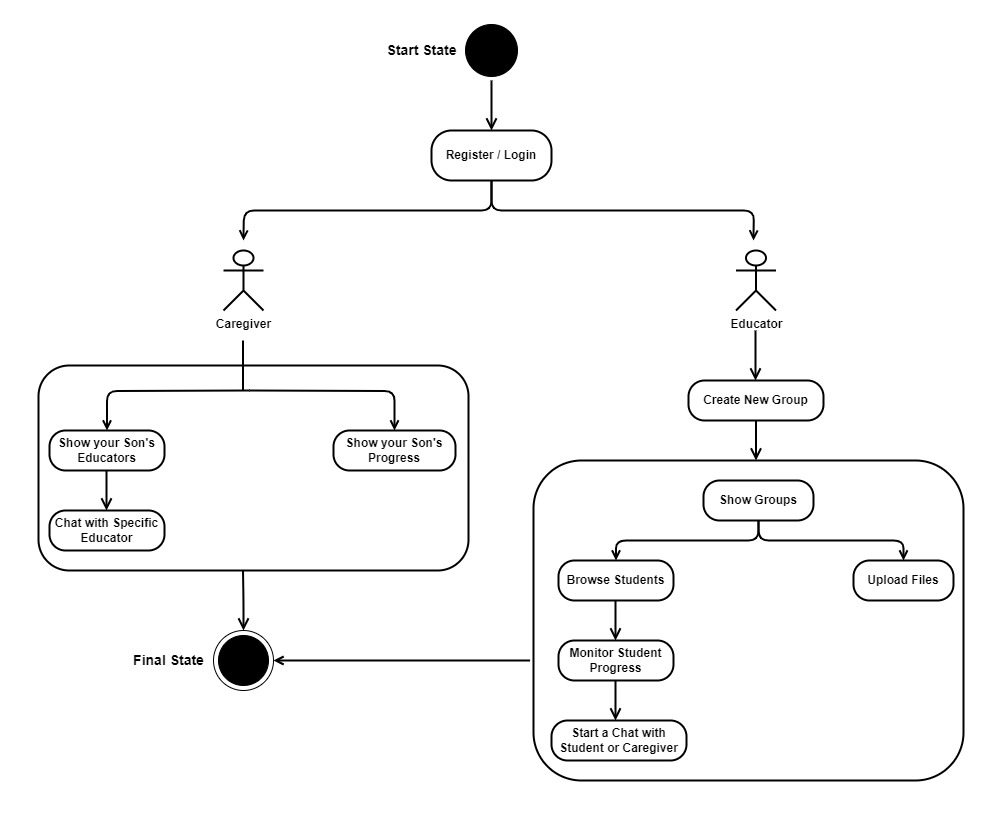 Start State
Register / Login
Caregiver
Educator
Show your Son's
Educators
Show your Son's
Progress
Chat with Specific
Educator
Create New Group
Show Groups
Browse Students
Upload Files
Monitor Student
Progress
Start a Chat with
Student or Caregiver
Final State